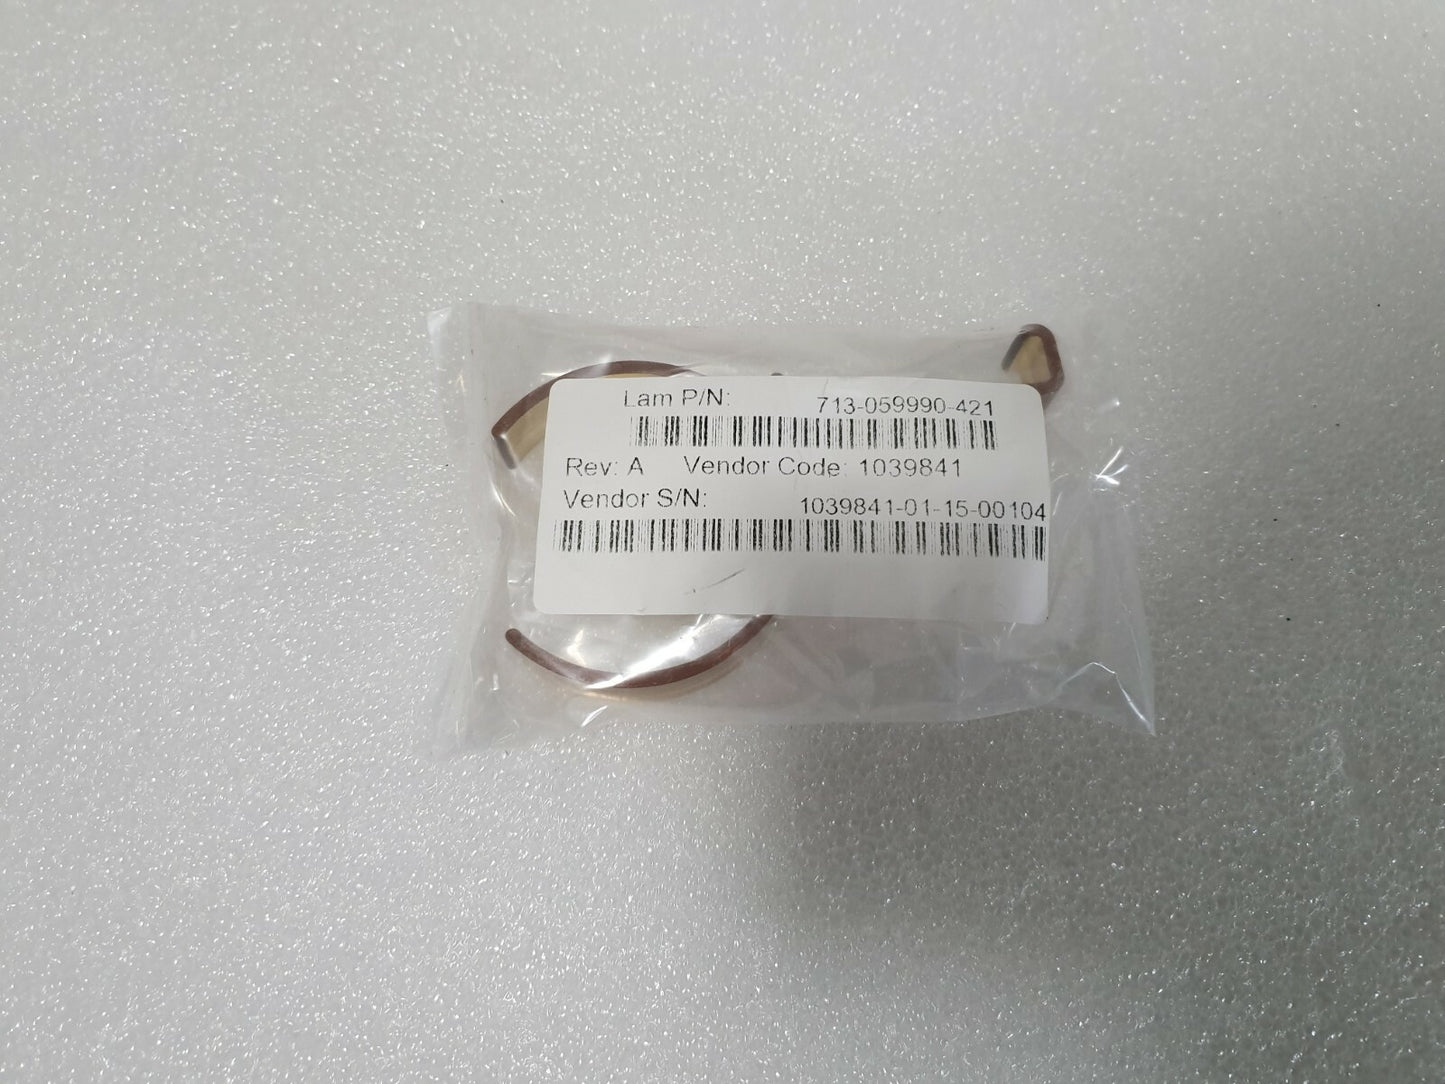 Lam P/N: 713-059990-421
Rev: A Vendor Code: 1039841
Vendor S/N: 1039841-01-15-00104